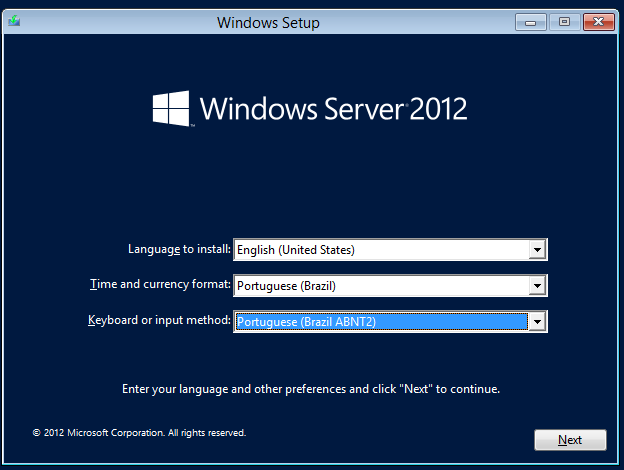 Windows Setup
Windows Server 2012
Language to install: English (United States)
Time and currency format: Portuguese (Brazil)
Keyboard or input method: Portuguese (Brazil ABNT2)
Enter your language and other preferences and click "Next" to continue.
© 2012 Microsoft Corporation. All rights reserved.
Next